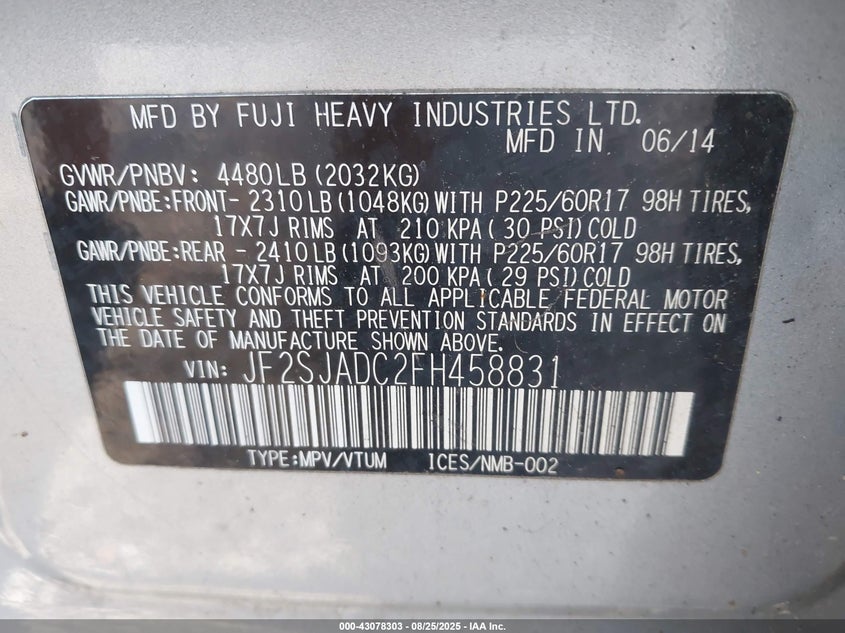 MFD BY FUJI HEAVY INDUSTRIES LTD.
MFD IN 06/14
GVWR/PNBV: 4480LB (2032KG)
GAWR/PNBE:FRONT- 2310LB (1048KG) WITH P225/60R17 98H TIRES,
17X7J RIMS AT 210 KPA( 30 PSI)COLD
GAWR/PNBE:REAR - 2410LB (1093KG) WITH P225/60R17 98H TIRES,
17X7J RIMS AT 200 KPA( 29 PSI)COLD
THIS VEHICLE CONFORMS TO ALL APPLICABLE FEDERAL MOTOR
VEHICLE SAFETY AND THEFT PREVENTION STANDARDS IN EFFECT ON
THE DATE OF MANUFACTURE SHOWN ABOVE.
VIN: JF2SJADC2FH458831
TYPE:MPV/VTUM ICES/NMB-002
000-43078303 - 08/25/2025 - IAA Inc.